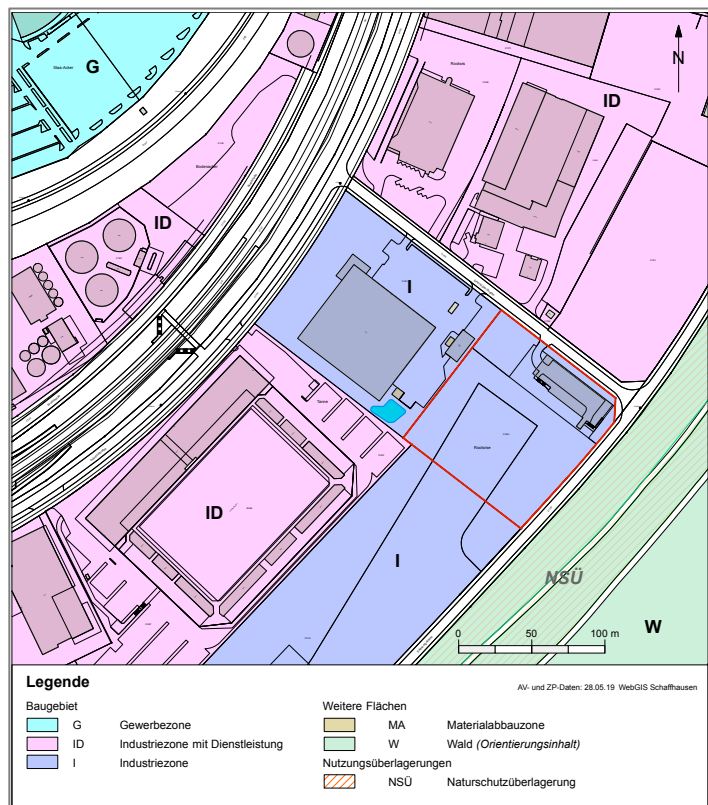 G
N
ID
ID
I
Tanne
ID
I
NSÜ
W
0 50 100 m
Legende
AV- und ZP-Daten: 28.05.19 WebGIS Schaffhausen
Baugebiet
G Gewerbezone
ID Industriezone mit Dienstleistung
I Industriezone
Weitere Flächen
MA Materialabbauzone
W Wald (Orientierungsinhalt)
Nutzungsüberlagerungen
NSÜ Naturschutzüberlagerung